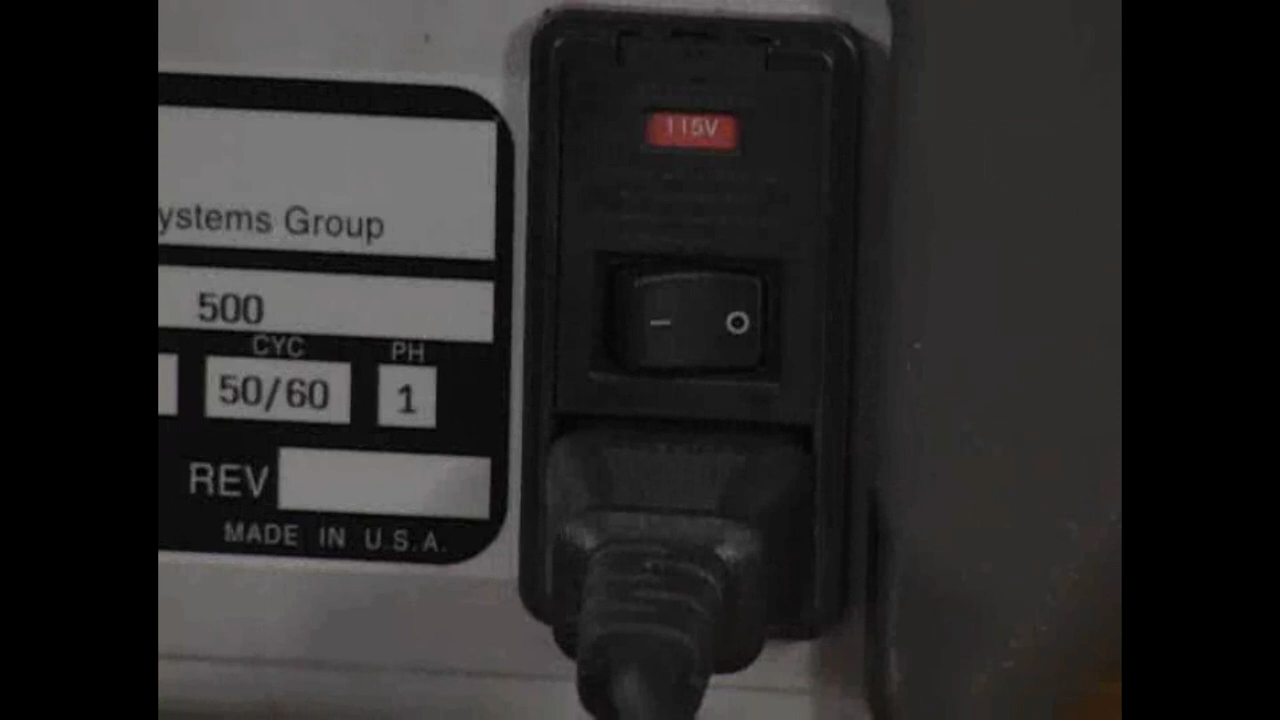 ystems Group
500
CYC PH
50/60 1
REV
MADE IN U.S.A.
115V
– O